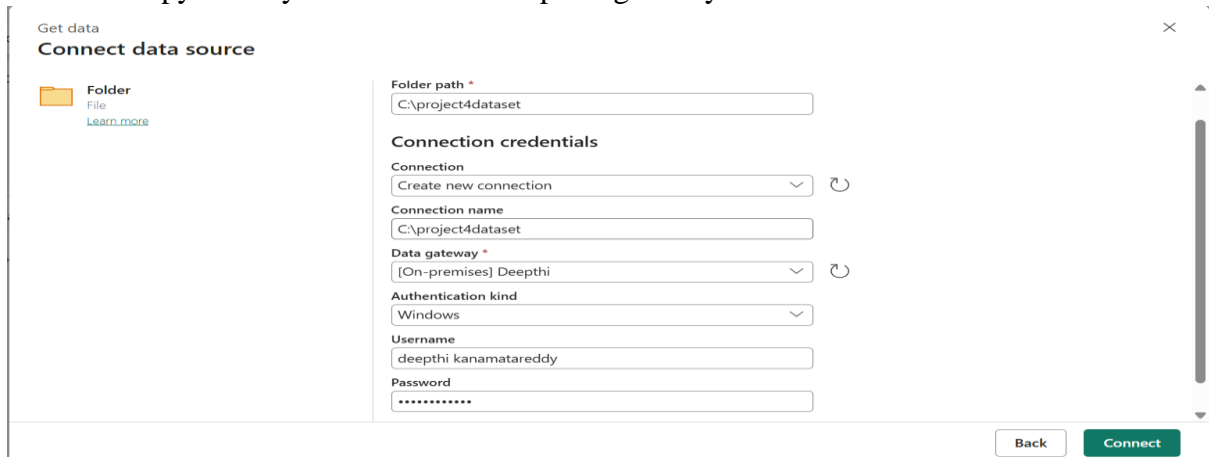 Get data
Connect data source
Folder
File
Learn more
Folder path *
C:\project4dataset
Connection credentials
Connection
Create new connection
Connection name
C:\project4dataset
Data gateway *
[On-premises] Deepthi
Authentication kind
Windows
Username
deepthi kanamatareddy
Password
••••••••••••
Back
Connect